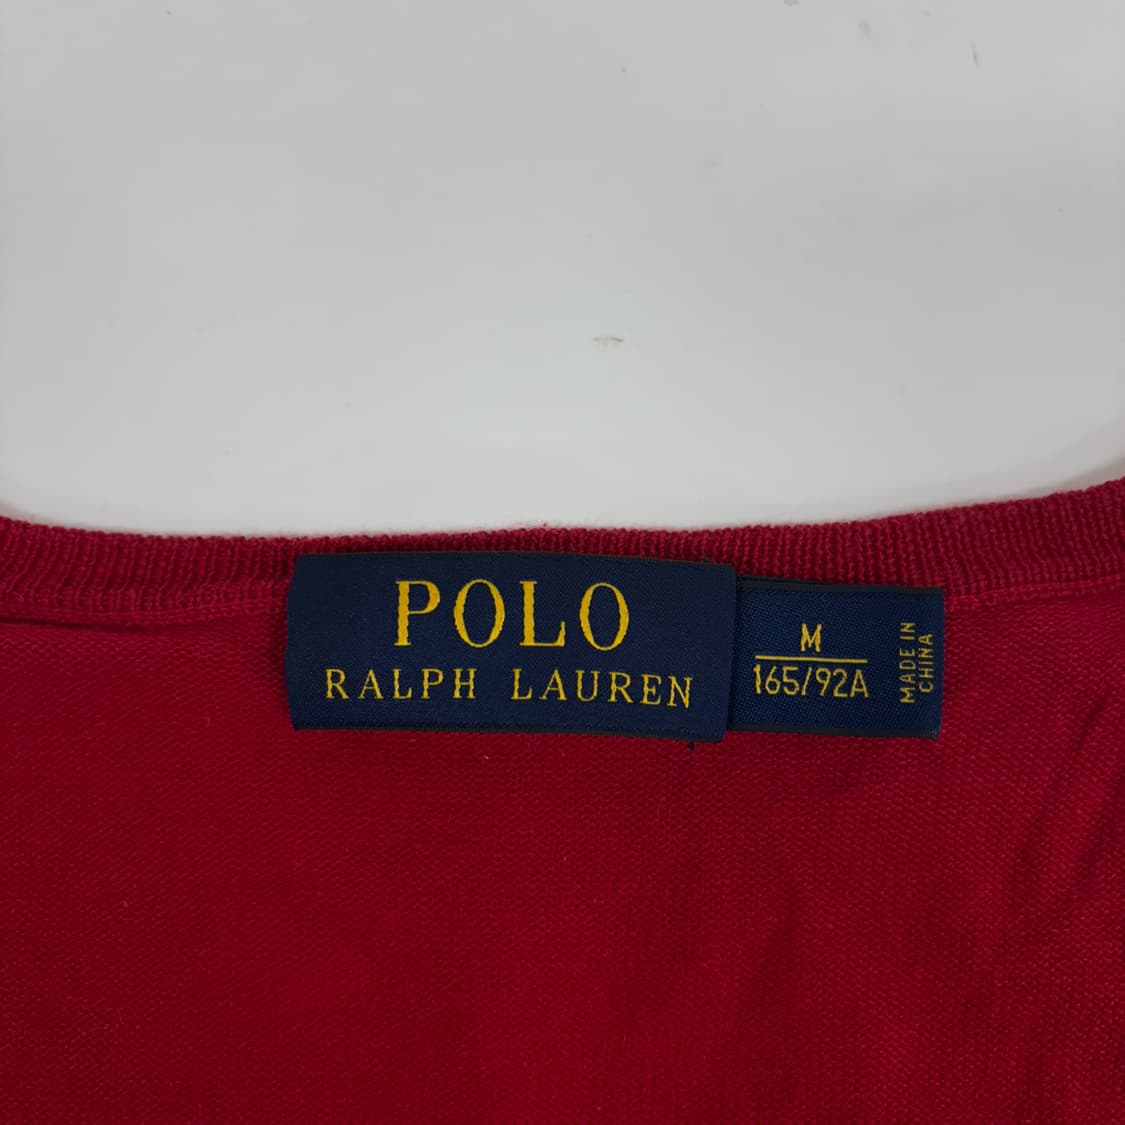 POLO
RALPH LAUREN
M
165/92A
MADE IN
CHINA